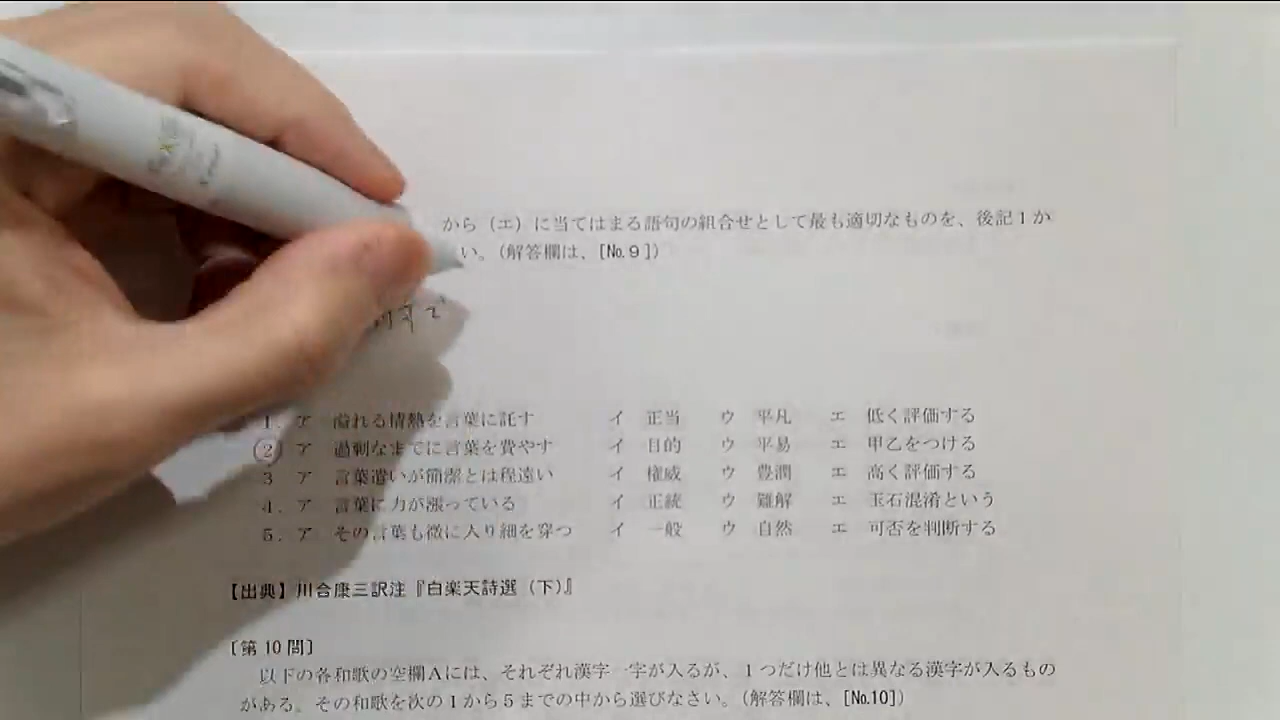 から（エ）に当てはまる語句の組合せとして最も適切なものを、後記１か
い。（解答欄は、［№９］）
1. ア 溢れる情熱を言葉に託す イ 正当 ウ 平凡 エ 低く評価する
2 ア 過剰なまでに言葉を費やす イ 目的 ウ 平易 エ 甲乙をつける
3 ア 言葉遣いが簡潔とは程遠い イ 権威 ウ 豊潤 エ 高く評価する
4. ア 言葉に力が漲っている イ 正統 ウ 難解 エ 玉石混淆という
5. ア その言葉も微に入り細を穿つ イ 一般 ウ 自然 エ 可否を判断する
【出典】川合康三訳注『白楽天詩選（下）』
［第 10 問］
以下の各和歌の空欄Ａには、それぞれ漢字一字が入るが、１つだけ他とは異なる漢字が入るもの
がある。その和歌を次の１から５までの中から選びなさい。（解答欄は、［№10］）